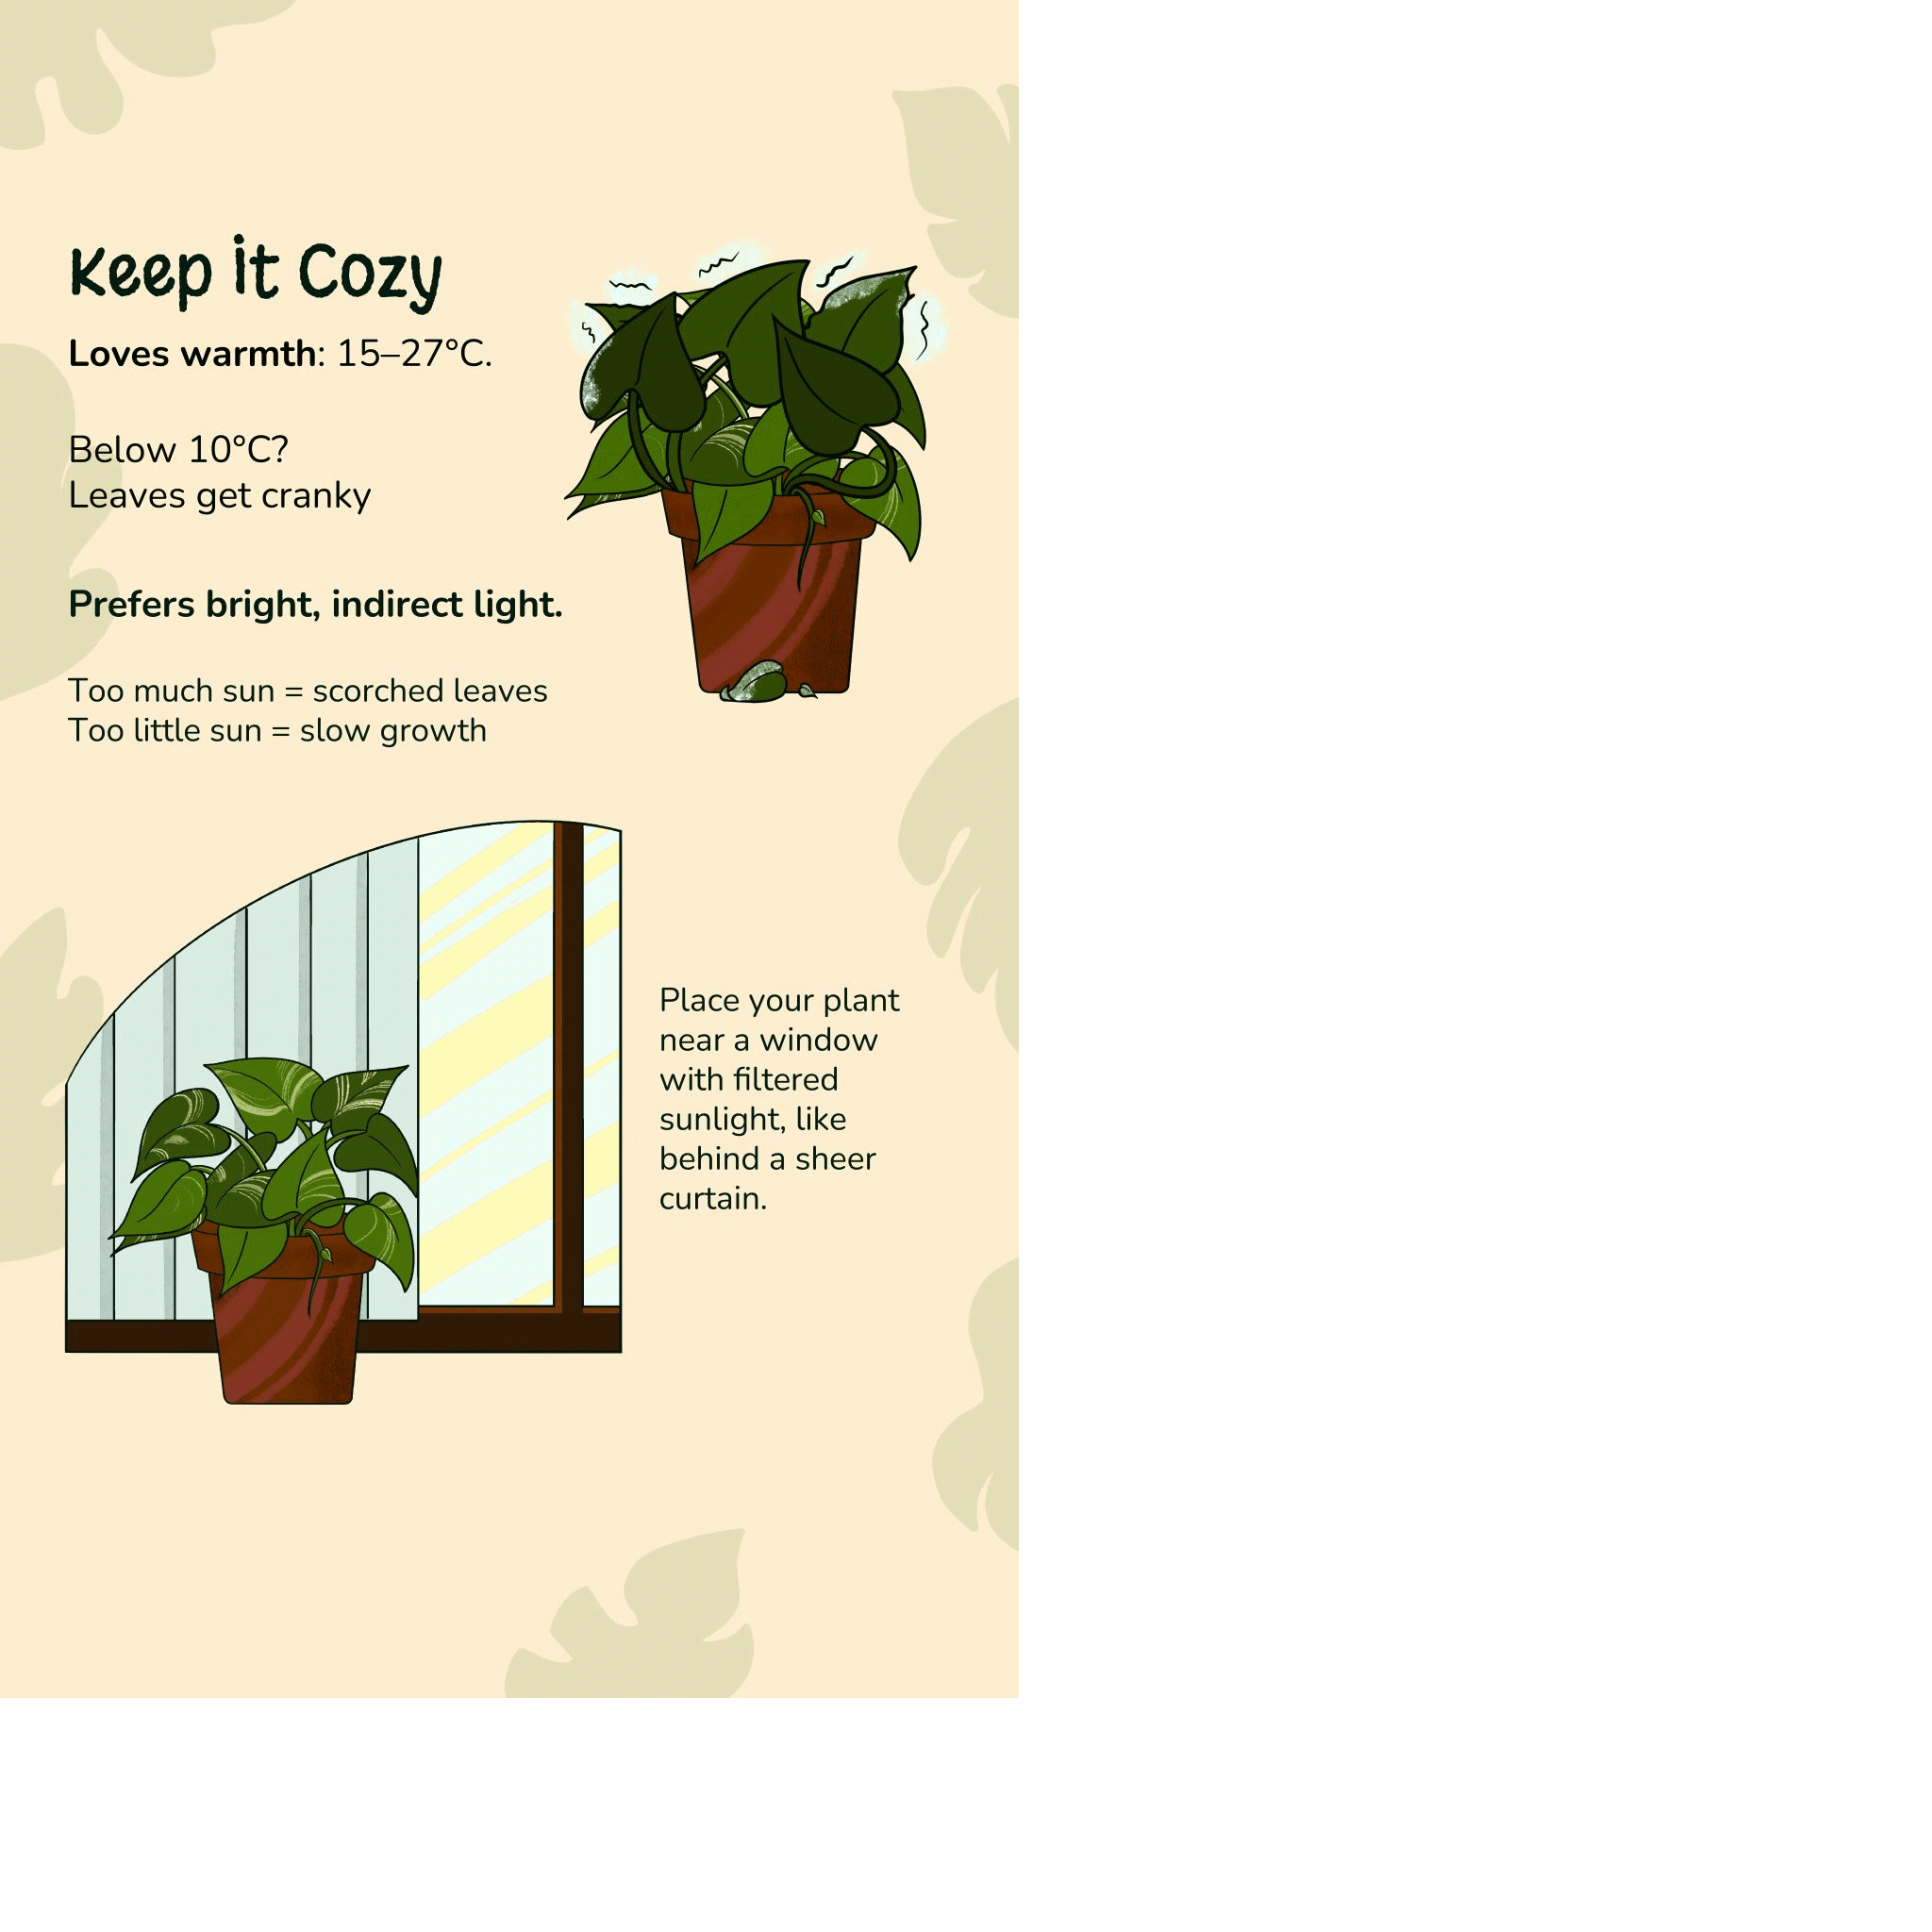 Keep it Cozy
Loves warmth: 15–27°C.
Below 10°C?
Leaves get cranky
Prefers bright, indirect light.
Too much sun = scorched leaves
Too little sun = slow growth
Place your plant
near a window
with filtered
sunlight, like
behind a sheer
curtain.